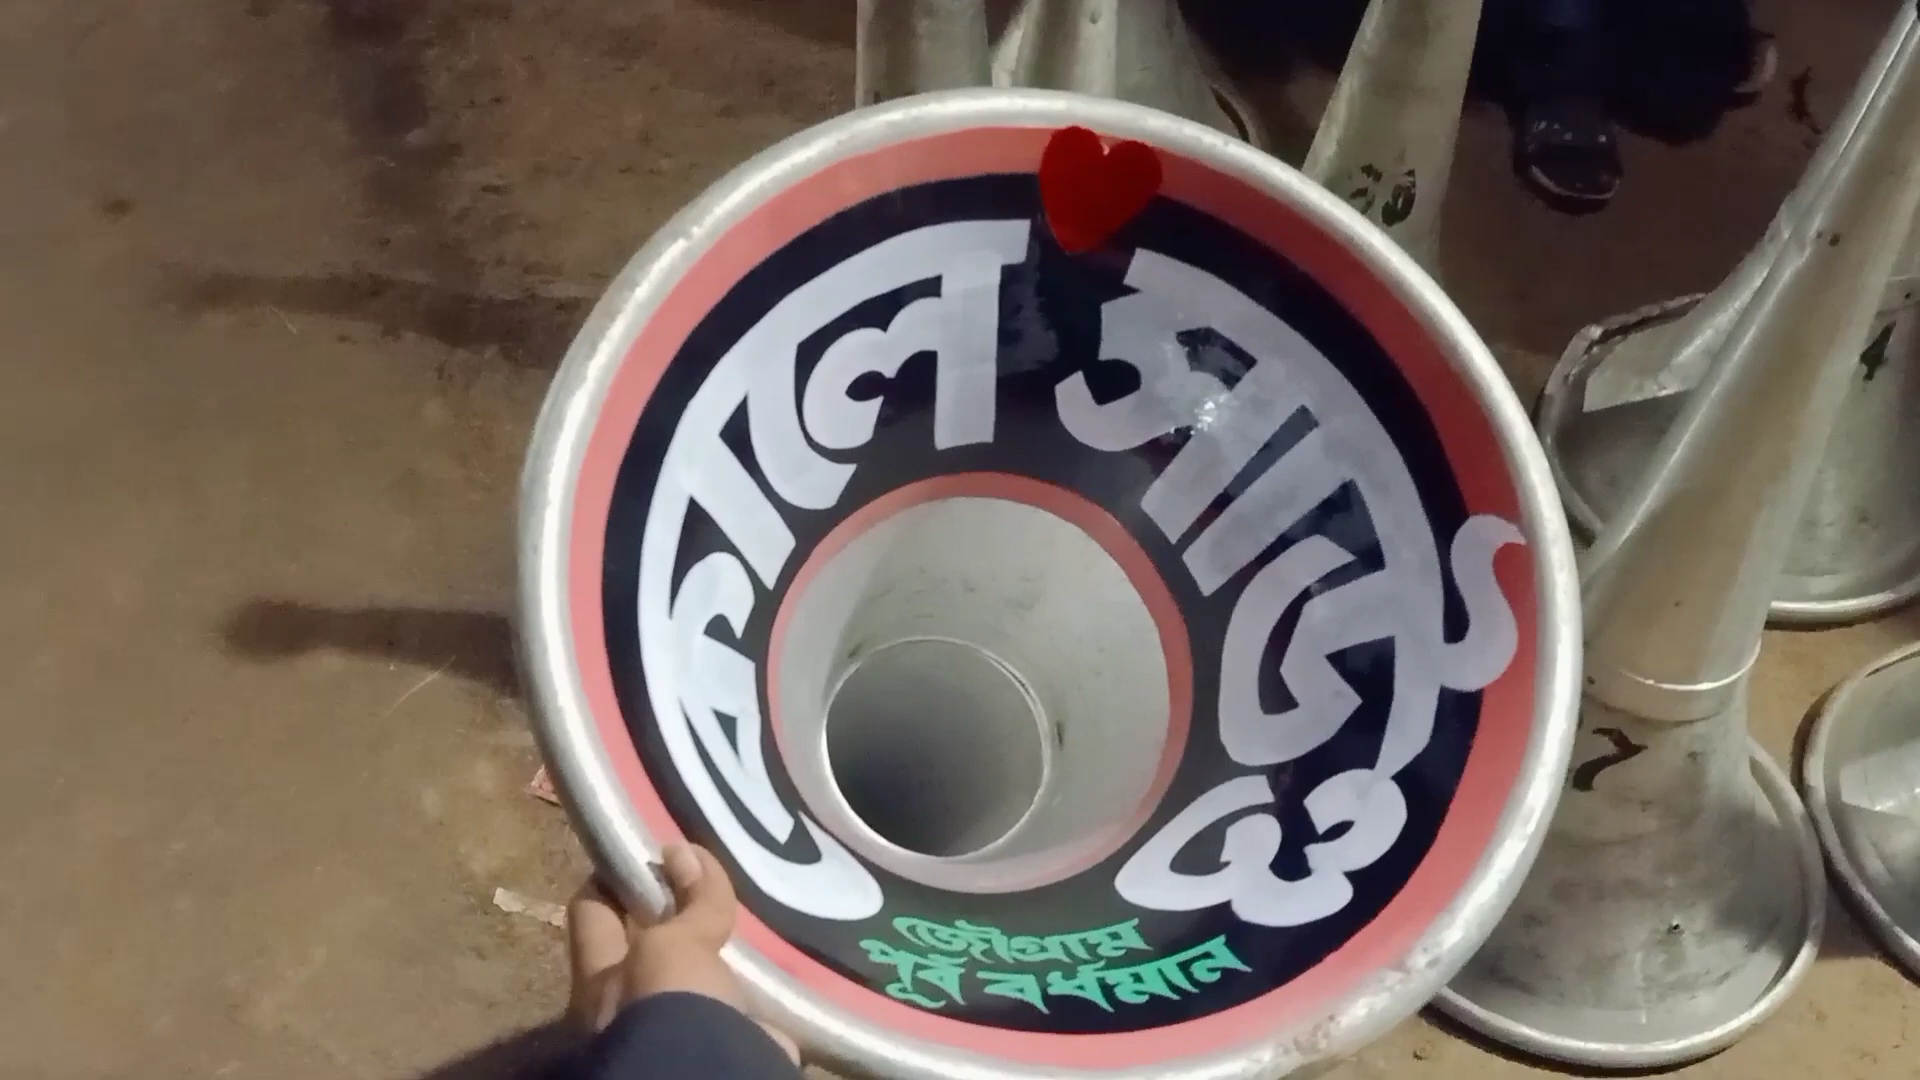 কোলে সাউন্ড
জৌগ্রাম
পূর্ব বর্ধমান